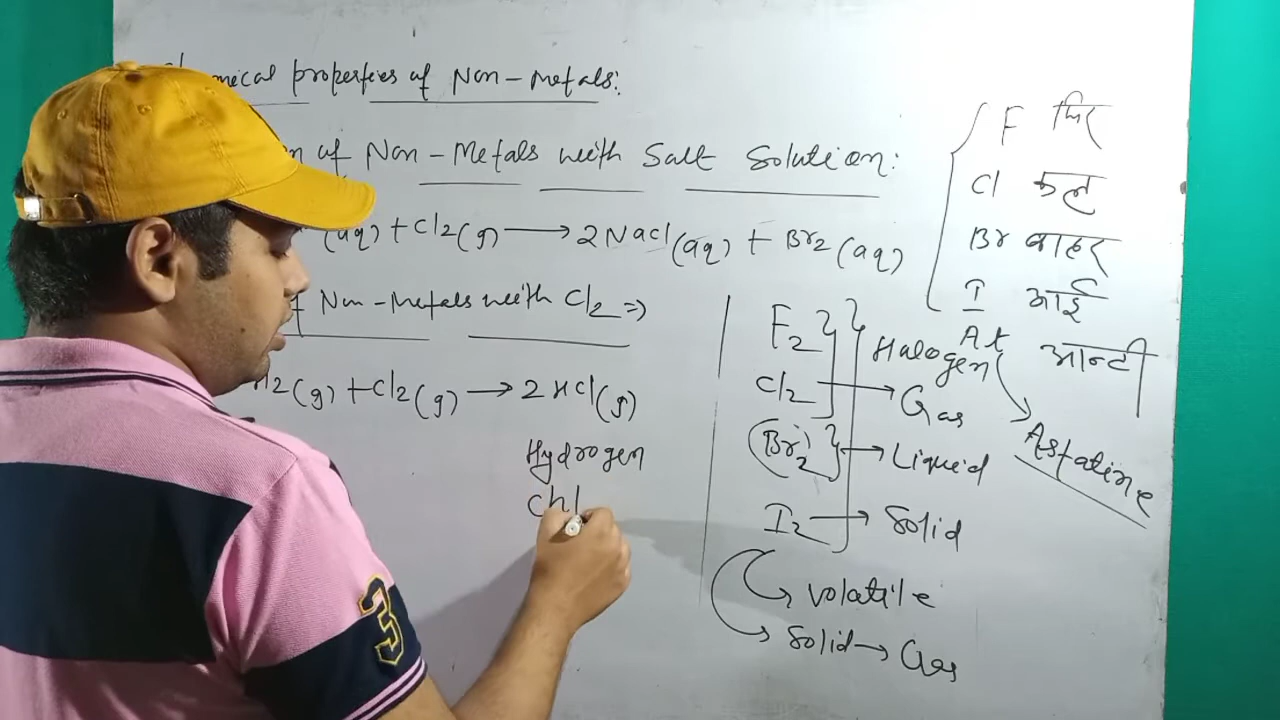 mical properties of Non-Metals:
n of Non-Metals with Salt Solution:
(aq) + Cl2(g) → 2NaCl(aq) + Br2(aq)
f Non-Metals with Cl2 ⇒
H2(g) + Cl2(g) → 2HCl(g)
Hydrogen
Chl
F फिर
Cl कल
Br बाहर
I आई
At आन्टी
Astatine
F2
Halogen
Cl2 → Gas
Br2 → Liquid
I2 → Solid
Volatile
Solid → Gas
3